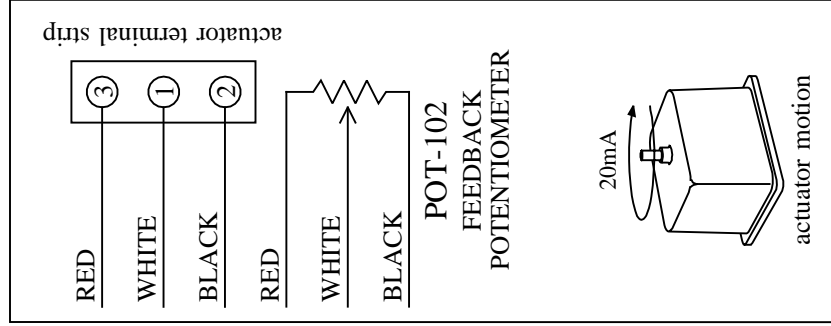 actuator terminal strip
3
1
2
RED
WHITE
BLACK
RED
WHITE
BLACK
POT-102
FEEDBACK
POTENTIOMETER
20mA
actuator motion